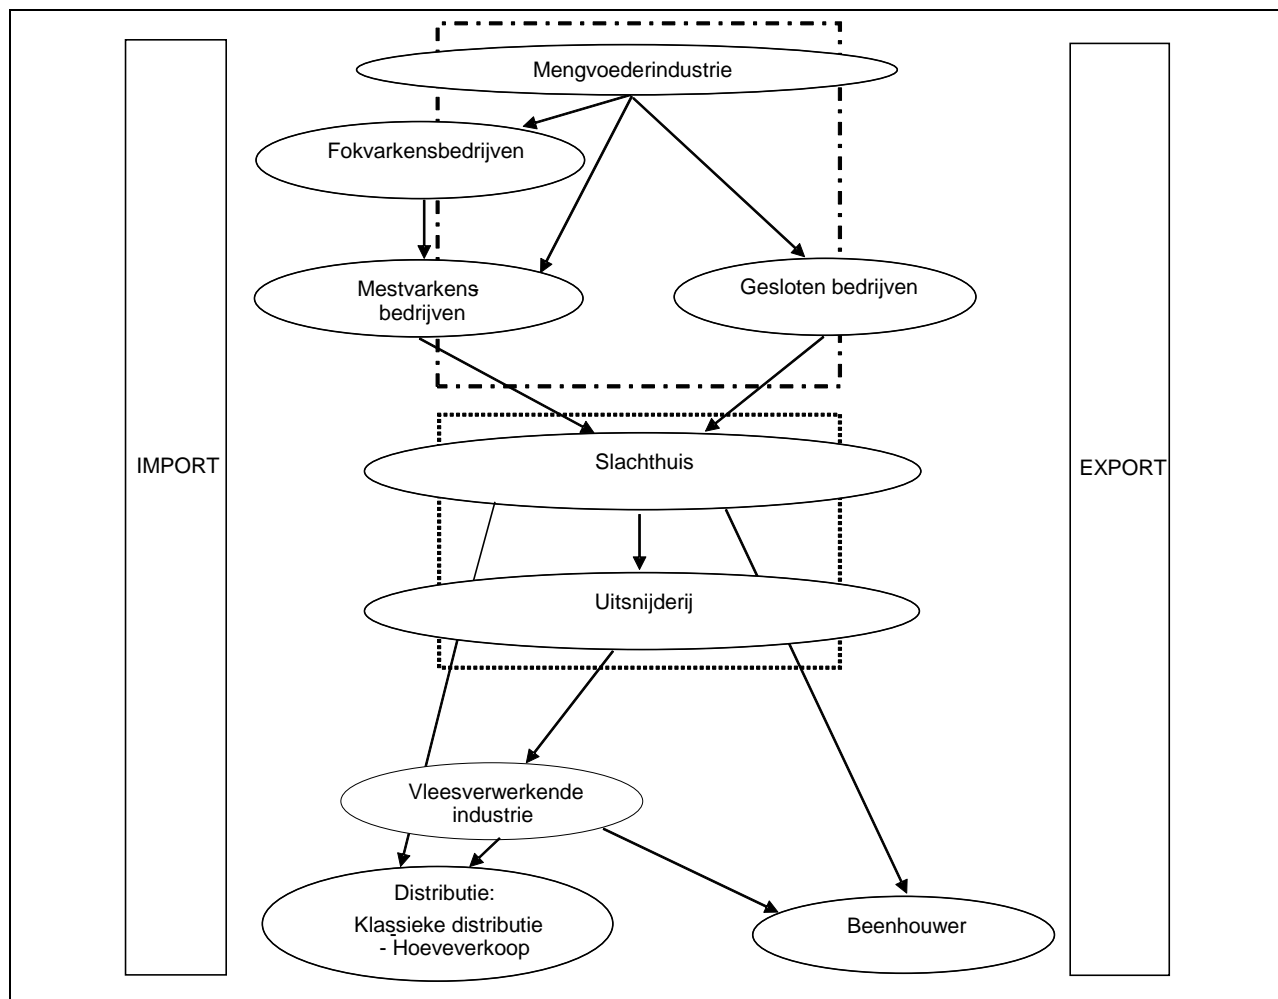 Mengvoederindustrie
Fokvarkensbedrijven
Mestvarkens-
bedrijven
Gesloten bedrijven
IMPORT
Slachthuis
EXPORT
Uitsnijderij
Vleesverwerkende
industrie
Distributie:
Klassieke distributie
- Hoeveverkoop
Beenhouwer